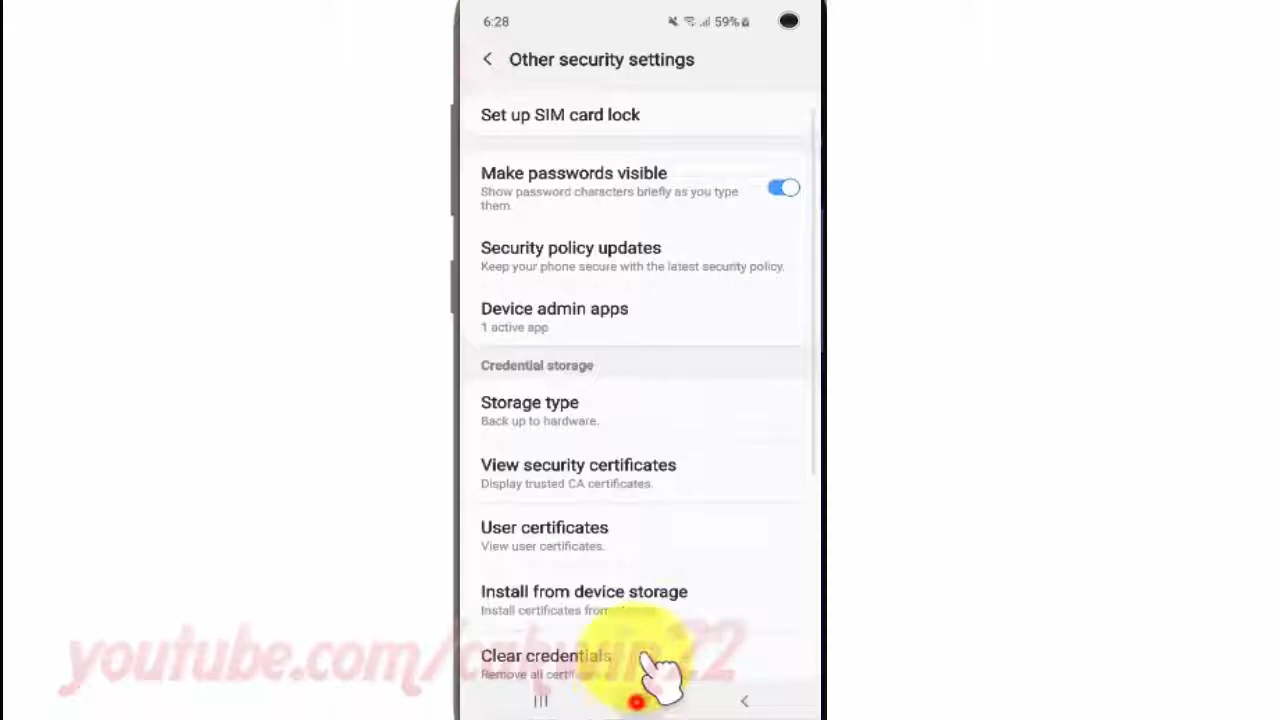 6:28
59%
Other security settings
Set up SIM card lock
Make passwords visible
Show password characters briefly as you type
them.
Security policy updates
Keep your phone secure with the latest security policy.
Device admin apps
1 active app
Credential storage
Storage type
Back up to hardware.
View security certificates
Display trusted CA certificates.
User certificates
View user certificates.
Install from device storage
Install certificates from
Clear credentials
Remove all
youtube.com/